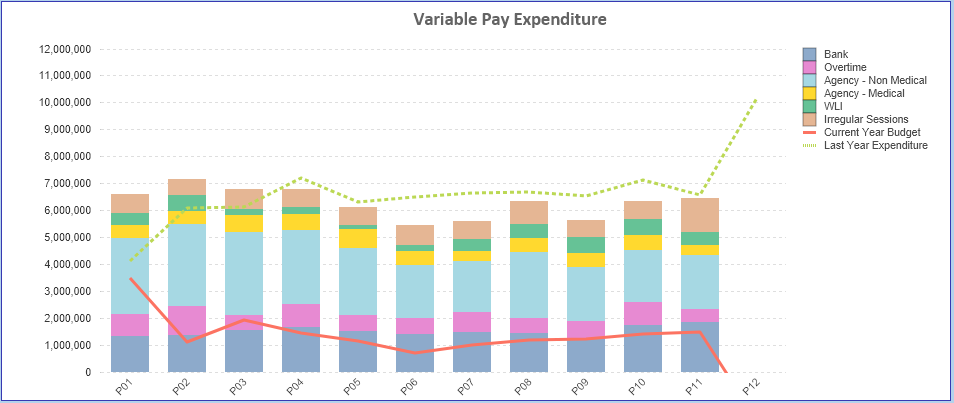 Variable Pay Expenditure
12,000,000
11,000,000
10,000,000
9,000,000
8,000,000
7,000,000
6,000,000
5,000,000
4,000,000
3,000,000
2,000,000
1,000,000
0
P01
P02
P03
P04
P05
P06
P07
P08
P09
P10
P11
P12
Bank
Overtime
Agency - Non Medical
Agency - Medical
WLI
Irregular Sessions
Current Year Budget
Last Year Expenditure